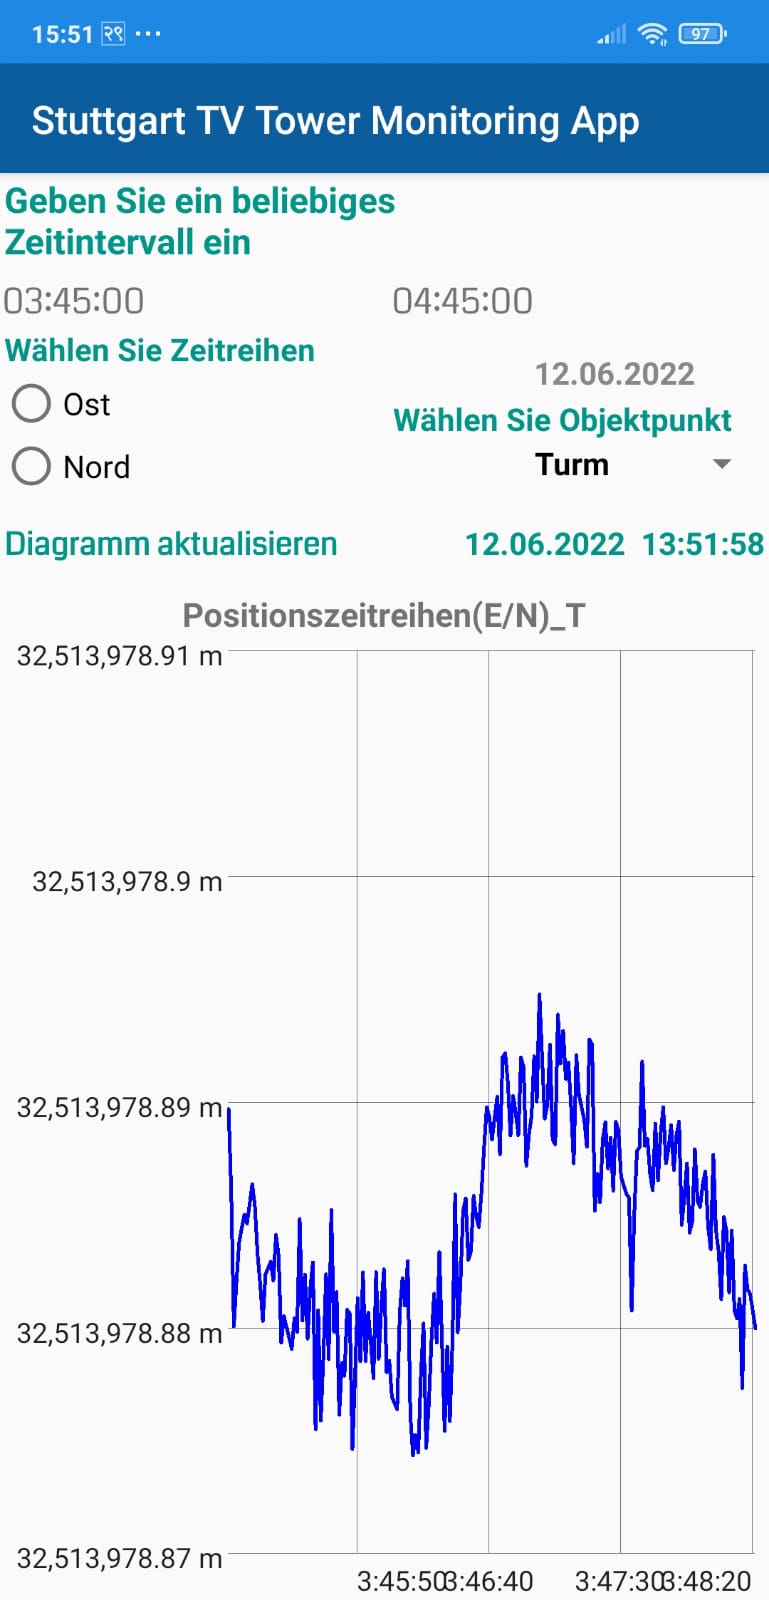 15:51 २९ ... 97
Stuttgart TV Tower Monitoring App
Geben Sie ein beliebiges
Zeitintervall ein
03:45:00 04:45:00
Wählen Sie Zeitreihen
12.06.2022
Ost
Wählen Sie Objektpunkt
Turm
Nord
Diagramm aktualisieren 12.06.2022 13:51:58
Positionszeitreihen(E/N)_T
32,513,978.91 m
32,513,978.9 m
32,513,978.89 m
32,513,978.88 m
32,513,978.87 m
3:45:50 3:46:40 3:47:30 3:48:20